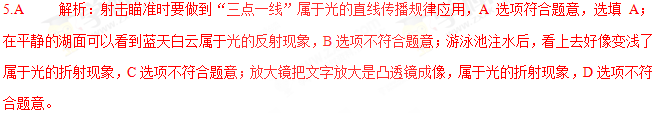 5.A 解析：射击瞄准时要做到“三点一线”属于光的直线传播规律应用，A 选项符合题意，选填 A；
在平静的湖面可以看到蓝天白云属于光的反射现象，B 选项不符合题意；游泳池注水后，看上去好像变浅了
属于光的折射现象，C 选项不符合题意；放大镜把文字放大是凸透镜成像，属于光的折射现象，D 选项不符
合题意。